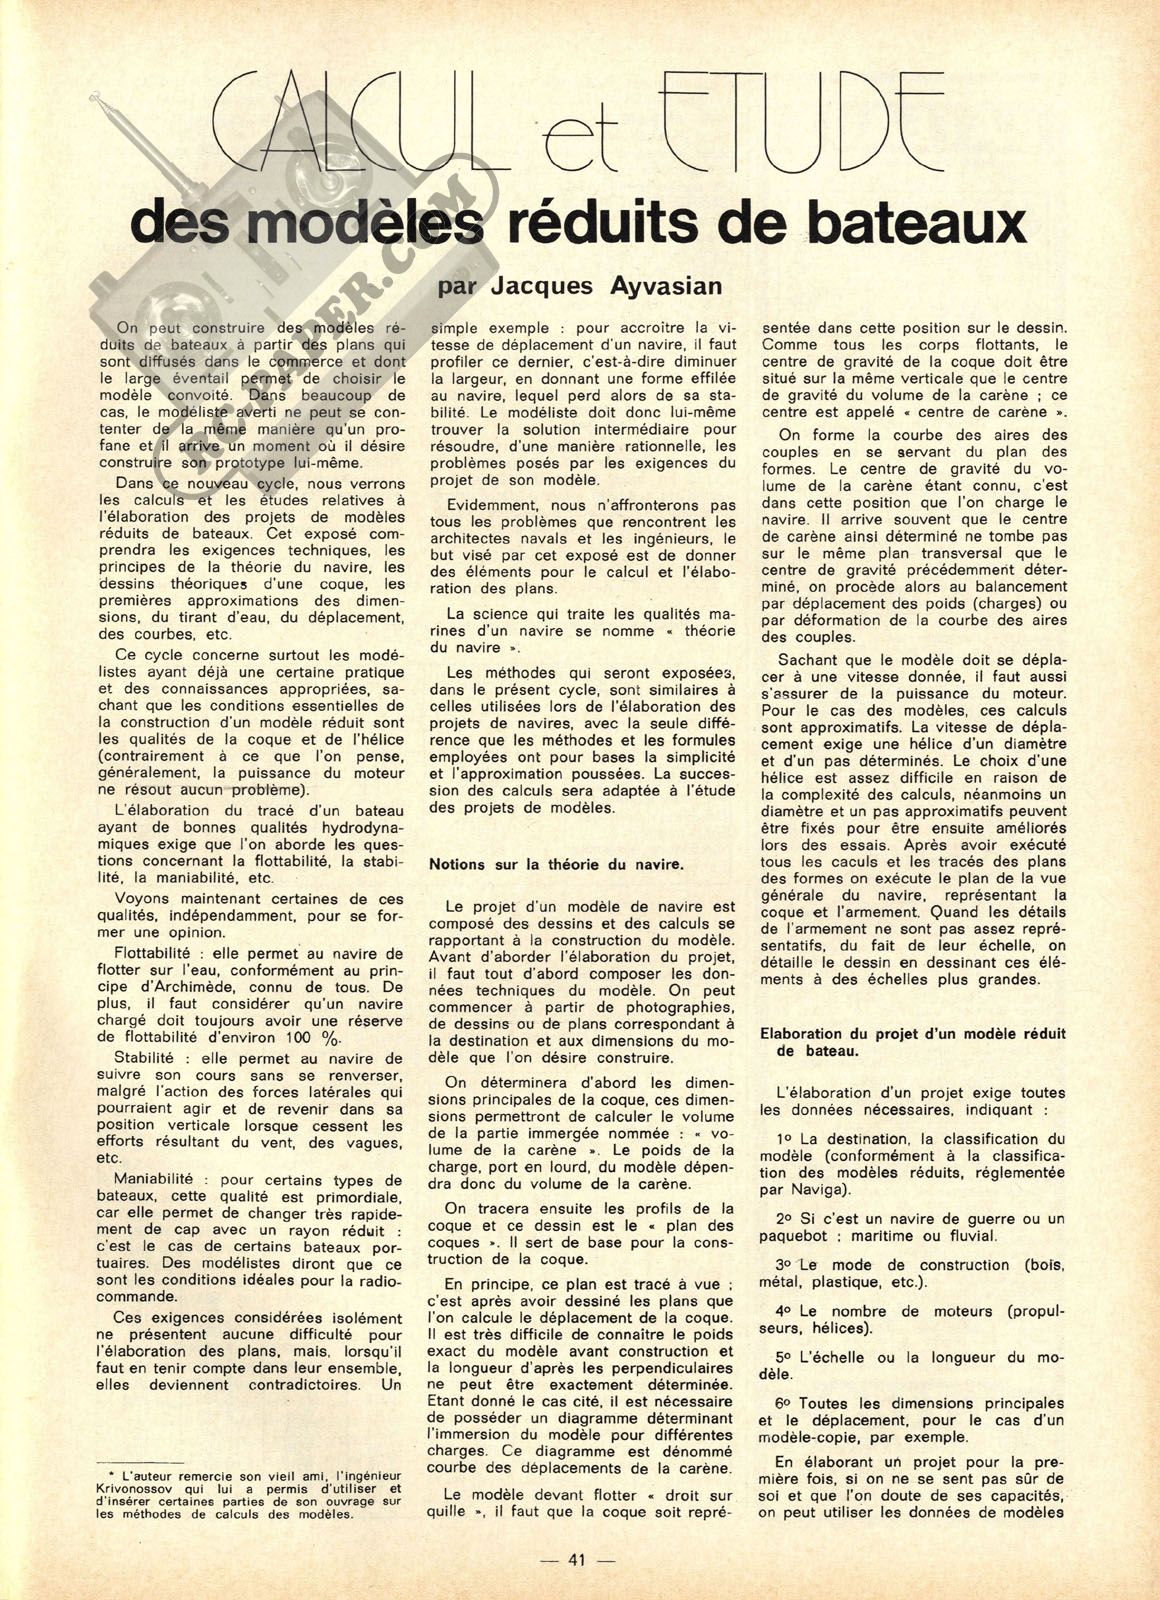 CALCUL et ETUDE
des modèles réduits de bateaux
par Jacques Ayvasian
RC-PAPER.COM
On peut construire des modèles ré-
duits de bateaux à partir des plans qui
sont diffusés dans le commerce et dont
le large éventail permet de choisir le
modèle convoité. Dans beaucoup de
cas, le modéliste averti ne peut se con-
tenter de la même manière qu'un pro-
fane et il arrive un moment où il désire
construire son prototype lui-même.
Dans ce nouveau cycle, nous verrons
les calculs et les études relatives à
l'élaboration des projets de modèles
réduits de bateaux. Cet exposé com-
prendra les exigences techniques, les
principes de la théorie du navire, les
dessins théoriques d'une coque, les
premières approximations des dimen-
sions, du tirant d'eau, du déplacement,
des courbes, etc.
Ce cycle concerne surtout les modé-
listes ayant déjà une certaine pratique
et des connaissances appropriées, sa-
chant que les conditions essentielles de
la construction d'un modèle réduit sont
les qualités de la coque et de l'hélice
(contrairement à ce que l'on pense,
généralement, la puissance du moteur
ne résout aucun problème).
L'élaboration du tracé d'un bateau
ayant de bonnes qualités hydrodyna-
miques exige que l'on aborde les ques-
tions concernant la flottabilité, la stabi-
lité, la maniabilité, etc.
Voyons maintenant certaines de ces
qualités, indépendamment, pour se for-
mer une opinion.
Flottabilité : elle permet au navire de
flotter sur l'eau, conformément au prin-
cipe d'Archimède, connu de tous. De
plus, il faut considérer qu'un navire
chargé doit toujours avoir une réserve
de flottabilité d'environ 100 %.
Stabilité : elle permet au navire de
suivre son cours sans se renverser,
malgré l'action des forces latérales qui
pourraient agir et de revenir dans sa
position verticale lorsque cessent les
efforts résultant du vent, des vagues,
etc.
Maniabilité : pour certains types de
bateaux, cette qualité est primordiale,
car elle permet de changer très rapide-
ment de cap avec un rayon réduit :
c'est le cas de certains bateaux por-
tuaires. Des modélistes diront que ce
sont les conditions idéales pour la radio-
commande.
Ces exigences considérées isolément
ne présentent aucune difficulté pour
l'élaboration des plans, mais, lorsqu'il
faut en tenir compte dans leur ensemble,
elles deviennent contradictoires. Un
* L'auteur remercie son vieil ami, l'ingénieur
Krivonossov qui lui a permis d'utiliser et
d'insérer certaines parties de son ouvrage sur
les méthodes de calculs des modèles.
simple exemple : pour accroître la vi-
tesse de déplacement d'un navire, il faut
profiler ce dernier, c'est-à-dire diminuer
la largeur, en donnant une forme effilée
au navire, lequel perd alors de sa sta-
bilité. Le modéliste doit donc lui-même
trouver la solution intermédiaire pour
résoudre, d'une manière rationnelle, les
problèmes posés par les exigences du
projet de son modèle.
Evidemment, nous n'affronterons pas
tous les problèmes que rencontrent les
architectes navals et les ingénieurs, le
but visé par cet exposé est de donner
des éléments pour le calcul et l'élabo-
ration des plans.
La science qui traite les qualités ma-
rines d'un navire se nomme « théorie
du navire ».
Les méthodes qui seront exposées,
dans le présent cycle, sont similaires à
celles utilisées lors de l'élaboration des
projets de navires, avec la seule diffé-
rence que les méthodes et les formules
employées ont pour bases la simplicité
et l'approximation poussées. La succes-
sion des calculs sera adaptée à l'étude
des projets de modèles.
Notions sur la théorie du navire.
Le projet d'un modèle de navire est
composé des dessins et des calculs se
rapportant à la construction du modèle.
Avant d'aborder l'élaboration du projet,
il faut tout d'abord composer les don-
nées techniques du modèle. On peut
commencer à partir de photographies,
de dessins ou de plans correspondant à
la destination et aux dimensions du mo-
dèle que l'on désire construire.
On déterminera d'abord les dimen-
sions principales de la coque, ces dimen-
sions permettront de calculer le volume
de la partie immergée nommée : « vo-
lume de la carène ». Le poids de la
charge, port en lourd, du modèle dépen-
dra donc du volume de la carène.
On tracera ensuite les profils de la
coque et ce dessin est le « plan des
coques ». Il sert de base pour la cons-
truction de la coque.
En principe, ce plan est tracé à vue ;
c'est après avoir dessiné les plans que
l'on calcule le déplacement de la coque.
Il est très difficile de connaître le poids
exact du modèle avant construction et
la longueur d'après les perpendiculaires
ne peut être exactement déterminée.
Etant donné le cas cité, il est nécessaire
de posséder un diagramme déterminant
l'immersion du modèle pour différentes
charges. Ce diagramme est dénommé
courbe des déplacements de la carène.
Le modèle devant flotter « droit sur
quille », il faut que la coque soit repré-
sentée dans cette position sur le dessin.
Comme tous les corps flottants, le
centre de gravité de la coque doit être
situé sur la même verticale que le centre
de gravité du volume de la carène ; ce
centre est appelé « centre de carène ».
On forme la courbe des aires des
couples en se servant du plan des
formes. Le centre de gravité du vo-
lume de la carène étant connu, c'est
dans cette position que l'on charge le
navire. Il arrive souvent que le centre
de carène ainsi déterminé ne tombe pas
sur le même plan transversal que le
centre de gravité précédemment déter-
miné, on procède alors au balancement
par déplacement des poids (charges) ou
par déformation de la courbe des aires
des couples.
Sachant que le modèle doit se dépla-
cer à une vitesse donnée, il faut aussi
s'assurer de la puissance du moteur.
Pour le cas des modèles, ces calculs
sont approximatifs. La vitesse de dépla-
cement exige une hélice d'un diamètre
et d'un pas déterminés. Le choix d'une
hélice est assez difficile en raison de
la complexité des calculs, néanmoins un
diamètre et un pas approximatifs peuvent
être fixés pour être ensuite améliorés
lors des essais. Après avoir exécuté
tous les caculs et les tracés des plans
des formes on exécute le plan de la vue
générale du navire, représentant la
coque et l'armement. Quand les détails
de l'armement ne sont pas assez repré-
sentatifs, du fait de leur échelle, on
détaille le dessin en dessinant ces élé-
ments à des échelles plus grandes.
Elaboration du projet d'un modèle réduit
de bateau.
L'élaboration d'un projet exige toutes
les données nécessaires, indiquant :
1º La destination, la classification du
modèle (conformément à la classifica-
tion des modèles réduits, réglementée
par Naviga).
2º Si c'est un navire de guerre ou un
paquebot ; maritime ou fluvial.
3º Le mode de construction (bois,
métal, plastique, etc.).
4º Le nombre de moteurs (propul-
seurs, hélices).
5º L'échelle ou la longueur du mo-
dèle.
6º Toutes les dimensions principales
et le déplacement, pour le cas d'un
modèle-copie, par exemple.
En élaborant un projet pour la pre-
mière fois, si on ne se sent pas sûr de
soi et que l'on doute de ses capacités,
on peut utiliser les données de modèles
— 41 —